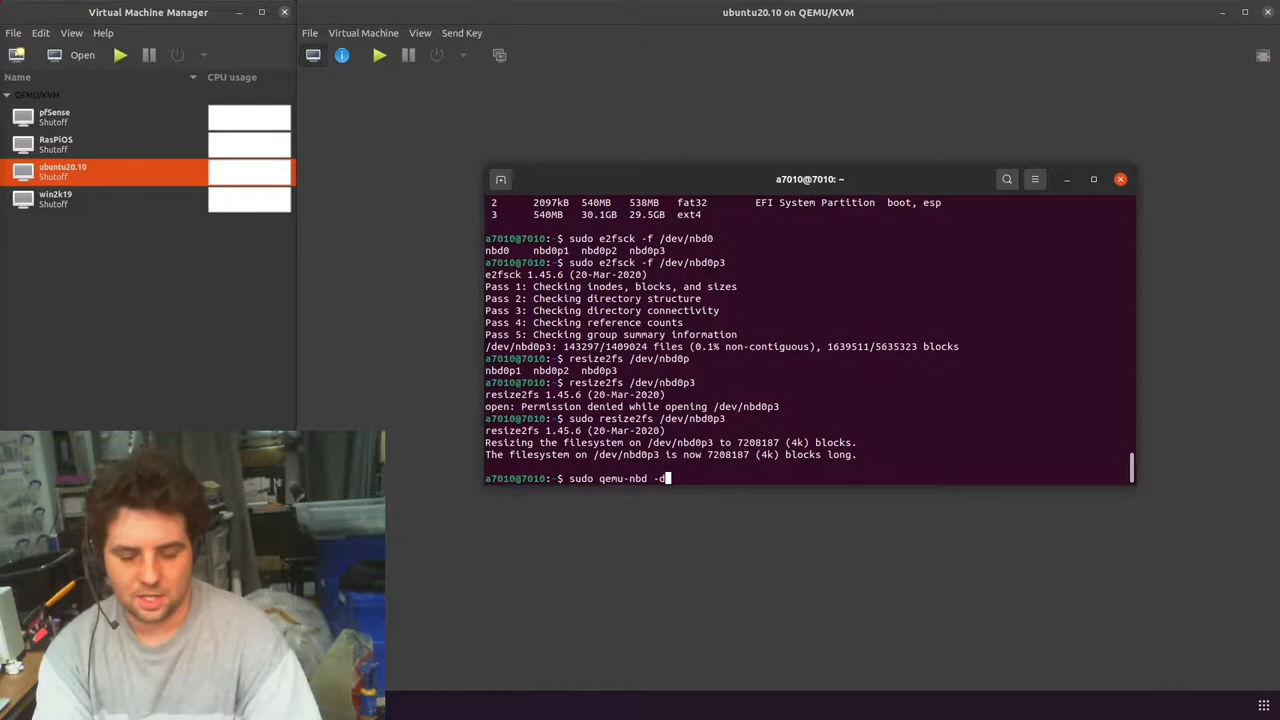 Virtual Machine Manager
File Edit View Help
Open
Name CPU usage
QEMU/KVM
pfSense
Shutoff
RasPiOS
Shutoff
ubuntu20.10
Shutoff
win2k19
Shutoff
ubuntu20.10 on QEMU/KVM
File Virtual Machine View Send Key
a7010@7010: ~
2 2097kB 540MB 538MB fat32 EFI System Partition boot, esp
3 540MB 30.1GB 29.5GB ext4
a7010@7010:~$ sudo e2fsck -f /dev/nbd0
nbd0 nbd0p1 nbd0p2 nbd0p3
a7010@7010:~$ sudo e2fsck -f /dev/nbd0p3
e2fsck 1.45.6 (20-Mar-2020)
Pass 1: Checking inodes, blocks, and sizes
Pass 2: Checking directory structure
Pass 3: Checking directory connectivity
Pass 4: Checking reference counts
Pass 5: Checking group summary information
/dev/nbd0p3: 143297/1409024 files (0.1% non-contiguous), 1639511/5635323 blocks
a7010@7010:~$ resize2fs /dev/nbd0p
nbd0p1 nbd0p2 nbd0p3
a7010@7010:~$ resize2fs /dev/nbd0p3
resize2fs 1.45.6 (20-Mar-2020)
open: Permission denied while opening /dev/nbd0p3
a7010@7010:~$ sudo resize2fs /dev/nbd0p3
resize2fs 1.45.6 (20-Mar-2020)
Resizing the filesystem on /dev/nbd0p3 to 7208187 (4k) blocks.
The filesystem on /dev/nbd0p3 is now 7208187 (4k) blocks long.
a7010@7010:~$ sudo qemu-nbd -d